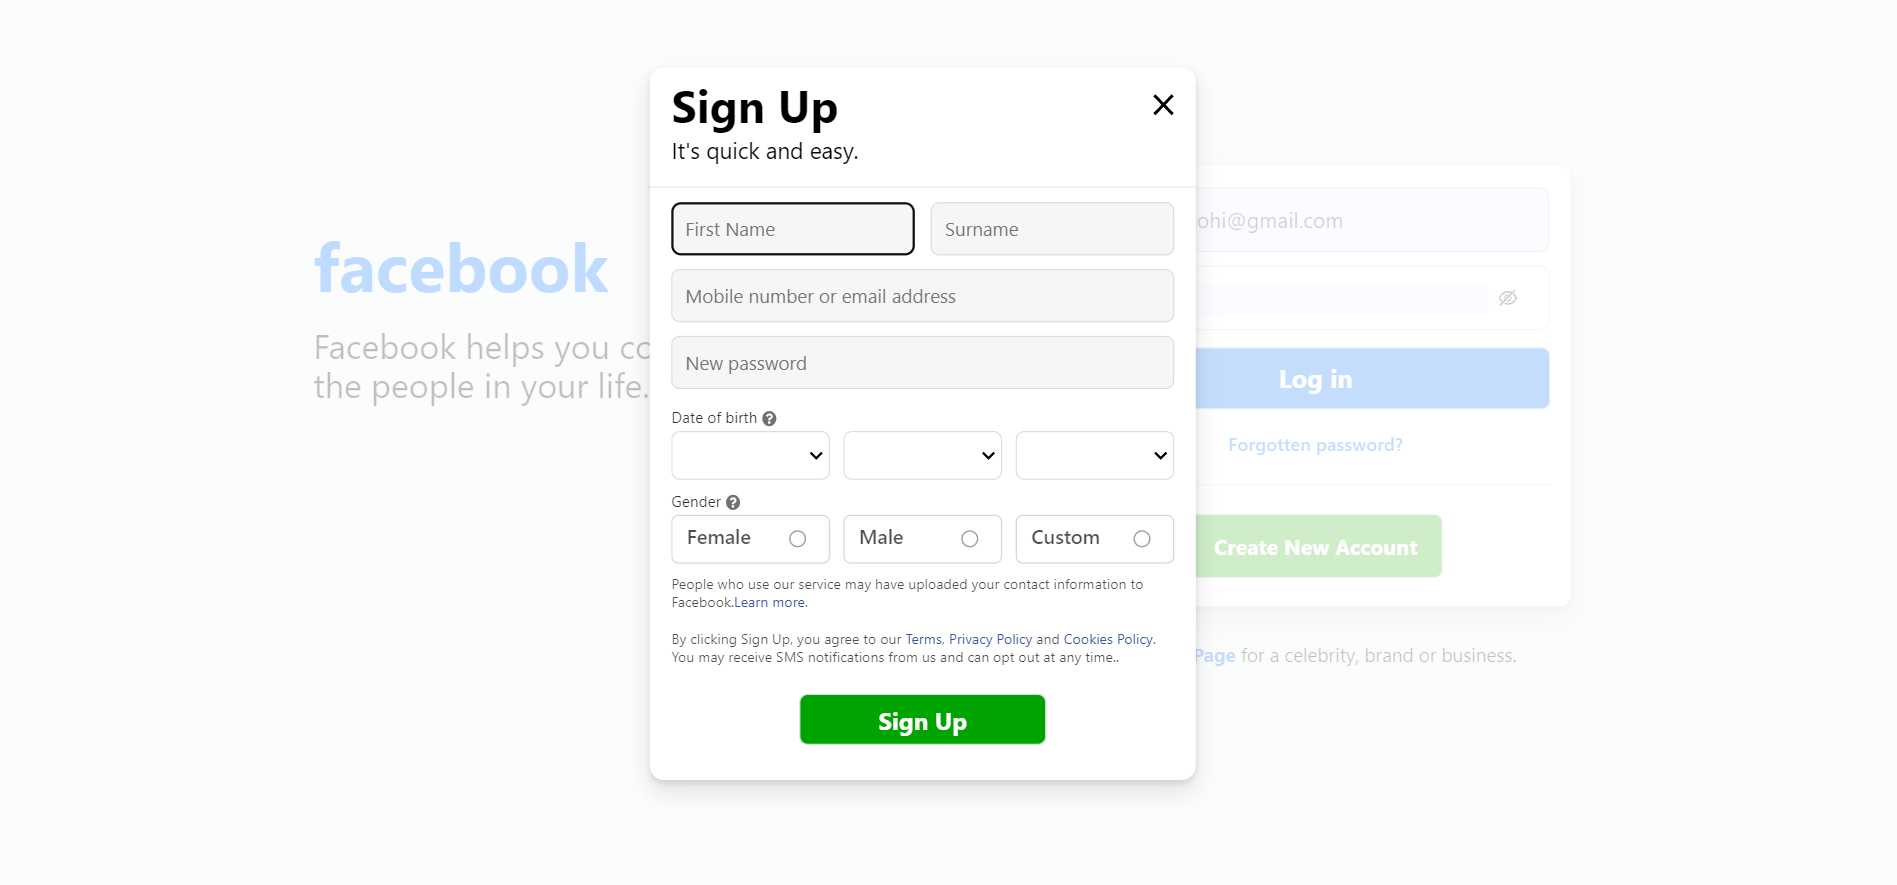 Sign Up
It's quick and easy.
First Name
Surname
Mobile number or email address
New password
Date of birth
Gender
Female
Male
Custom
People who use our service may have uploaded your contact information to
Facebook.Learn more.
By clicking Sign Up, you agree to our Terms, Privacy Policy and Cookies Policy.
You may receive SMS notifications from us and can opt out at any time..
Sign Up
facebook
Facebook helps you co
the people in your life.
ohi@gmail.com
Log in
Forgotten password?
Create New Account
Page for a celebrity, brand or business.